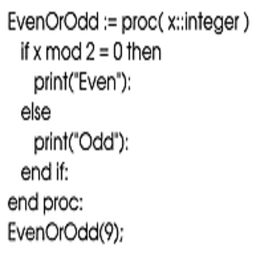 EvenOrOdd := proc( x::integer )
if x mod 2 = 0 then
print("Even"):
else
print("Odd"):
end if:
end proc:
EvenOrOdd(9);